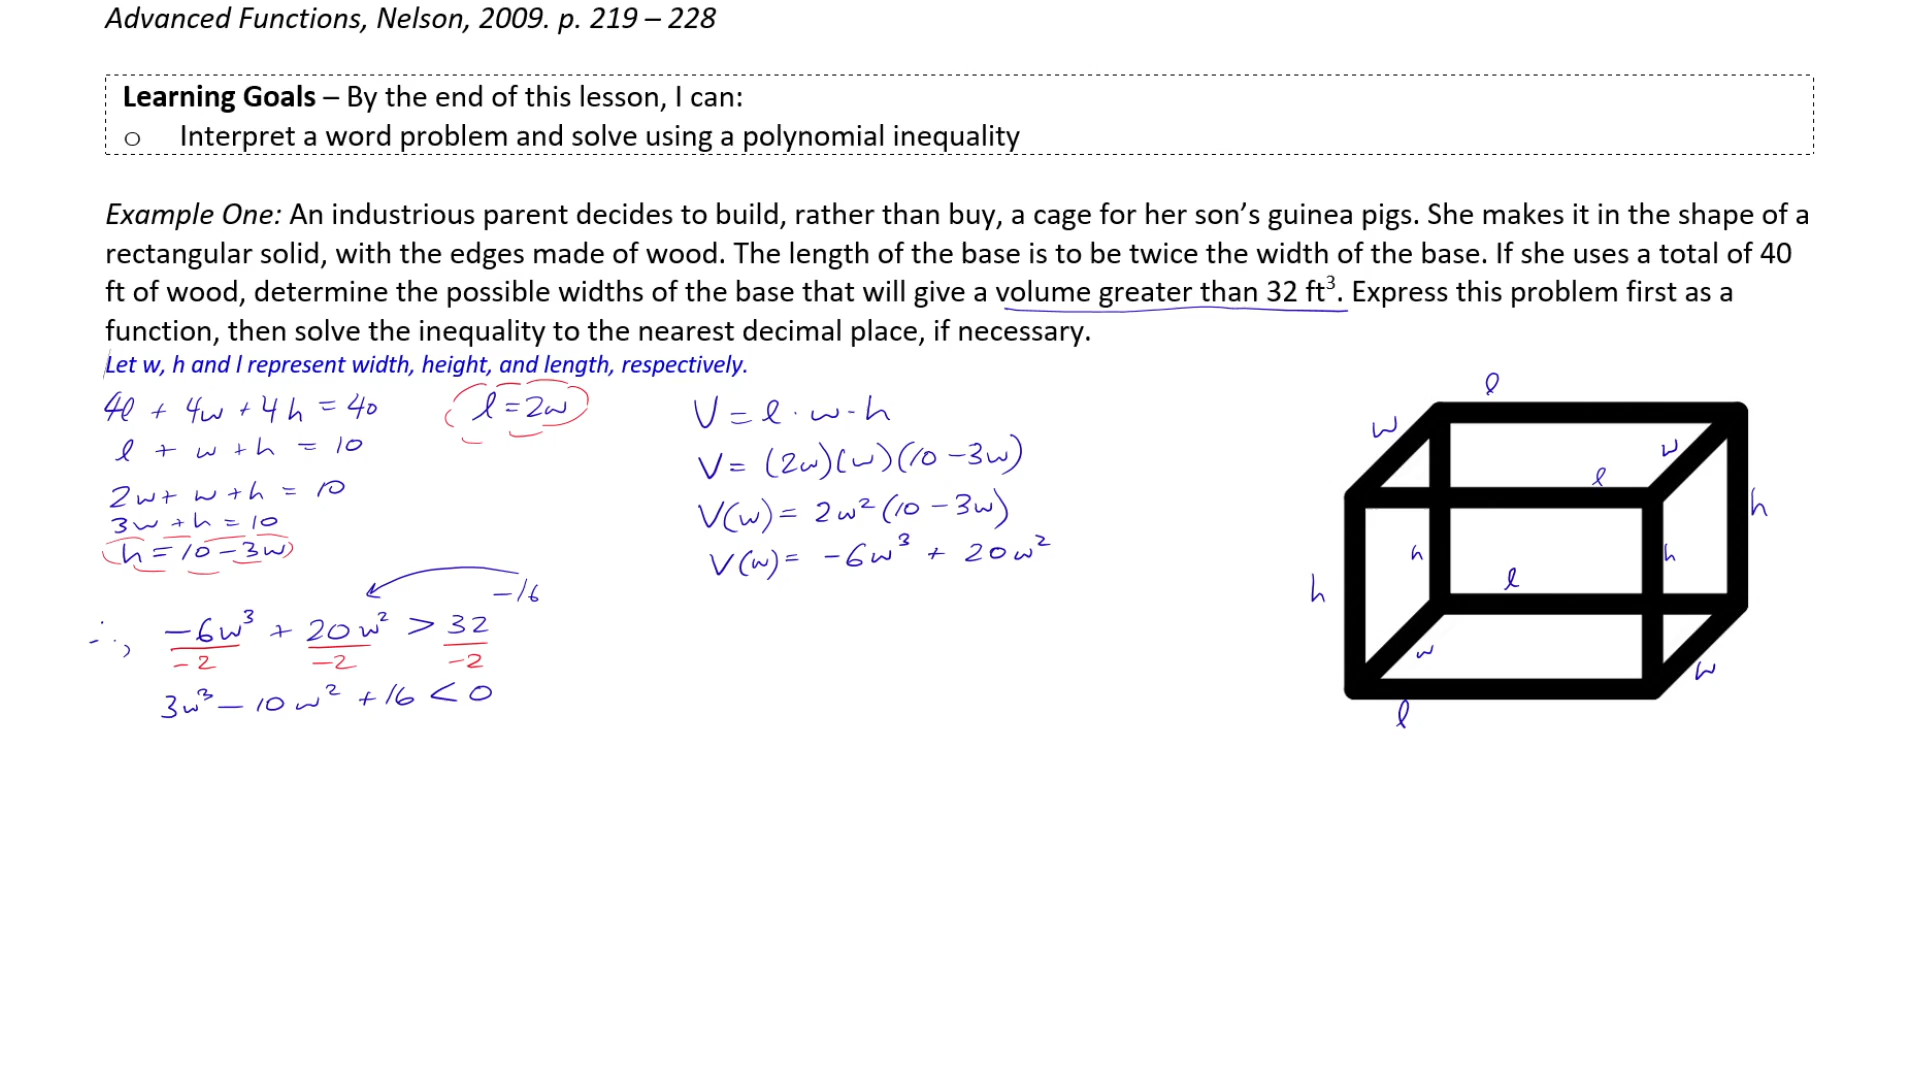 Advanced Functions, Nelson, 2009. p. 219 – 228
Learning Goals – By the end of this lesson, I can:
o Interpret a word problem and solve using a polynomial inequality
Example One: An industrious parent decides to build, rather than buy, a cage for her son’s guinea pigs. She makes it in the shape of a
rectangular solid, with the edges made of wood. The length of the base is to be twice the width of the base. If she uses a total of 40
ft of wood, determine the possible widths of the base that will give a volume greater than 32 ft³. Express this problem first as a
function, then solve the inequality to the nearest decimal place, if necessary.
Let w, h and l represent width, height, and length, respectively.
4l + 4w + 4h = 40
l + w + h = 10
2w + w + h = 10
3w + h = 10
h = 10 - 3w
l = 2w
V = l · w · h
V = (2w)(w)(10 - 3w)
V(w) = 2w²(10 - 3w)
V(w) = -6w³ + 20w²
-16
∴, -6w³ + 20w² > 32
-2 -2 -2
3w³ - 10w² + 16 < 0
l
w
w
l
h
h
h
l
h
w
w
l